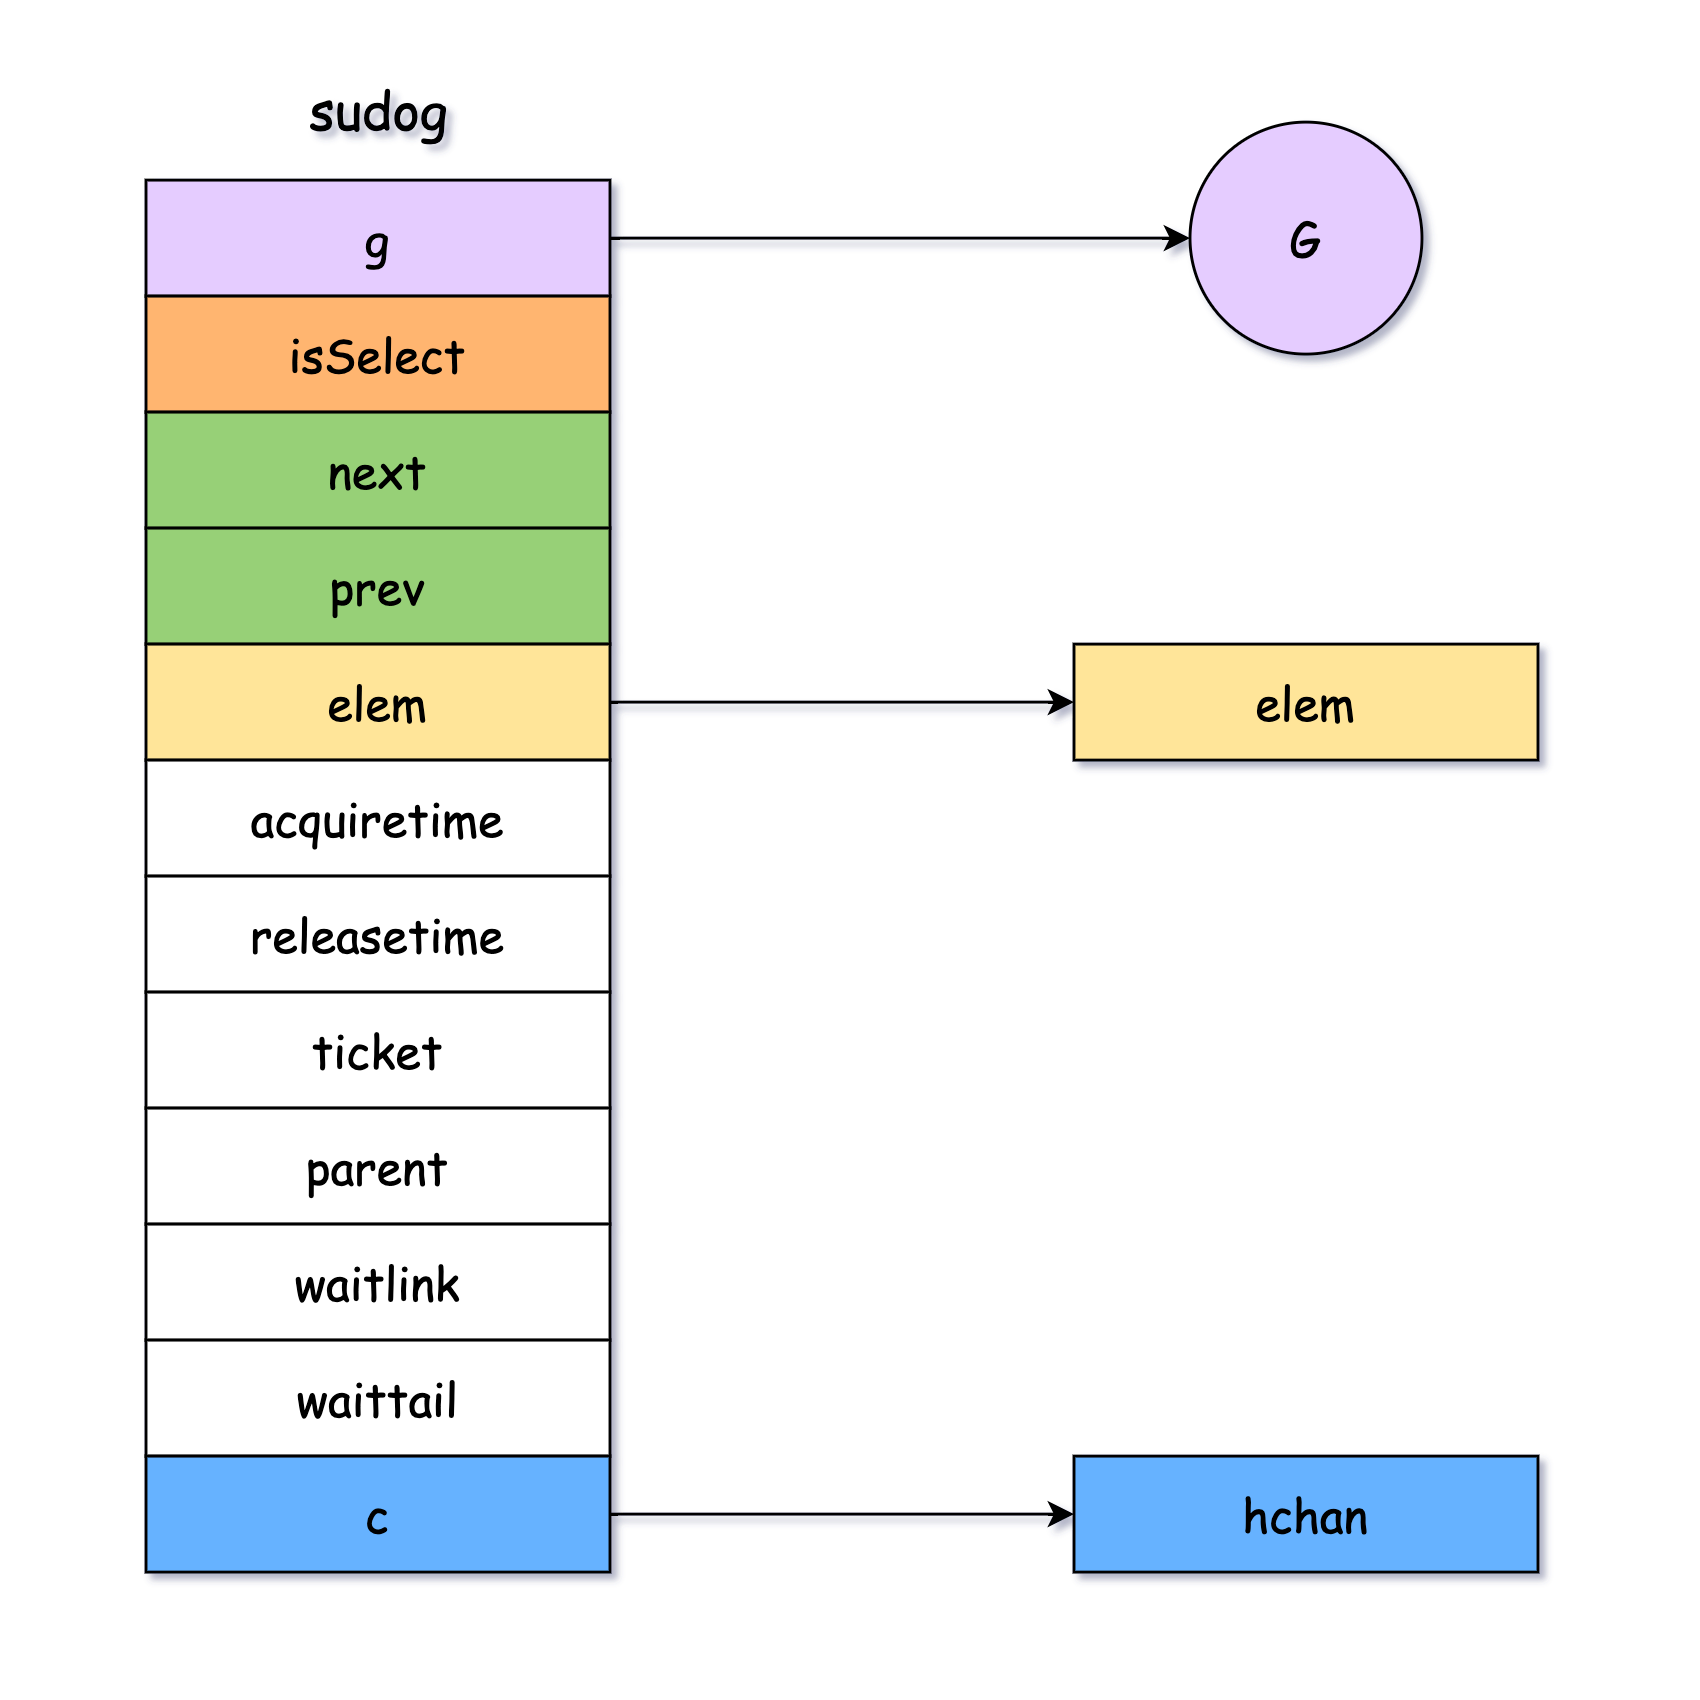 sudog
g
G
isSelect
next
prev
elem
elem
acquiretime
releasetime
ticket
parent
waitlink
waittail
c
hchan